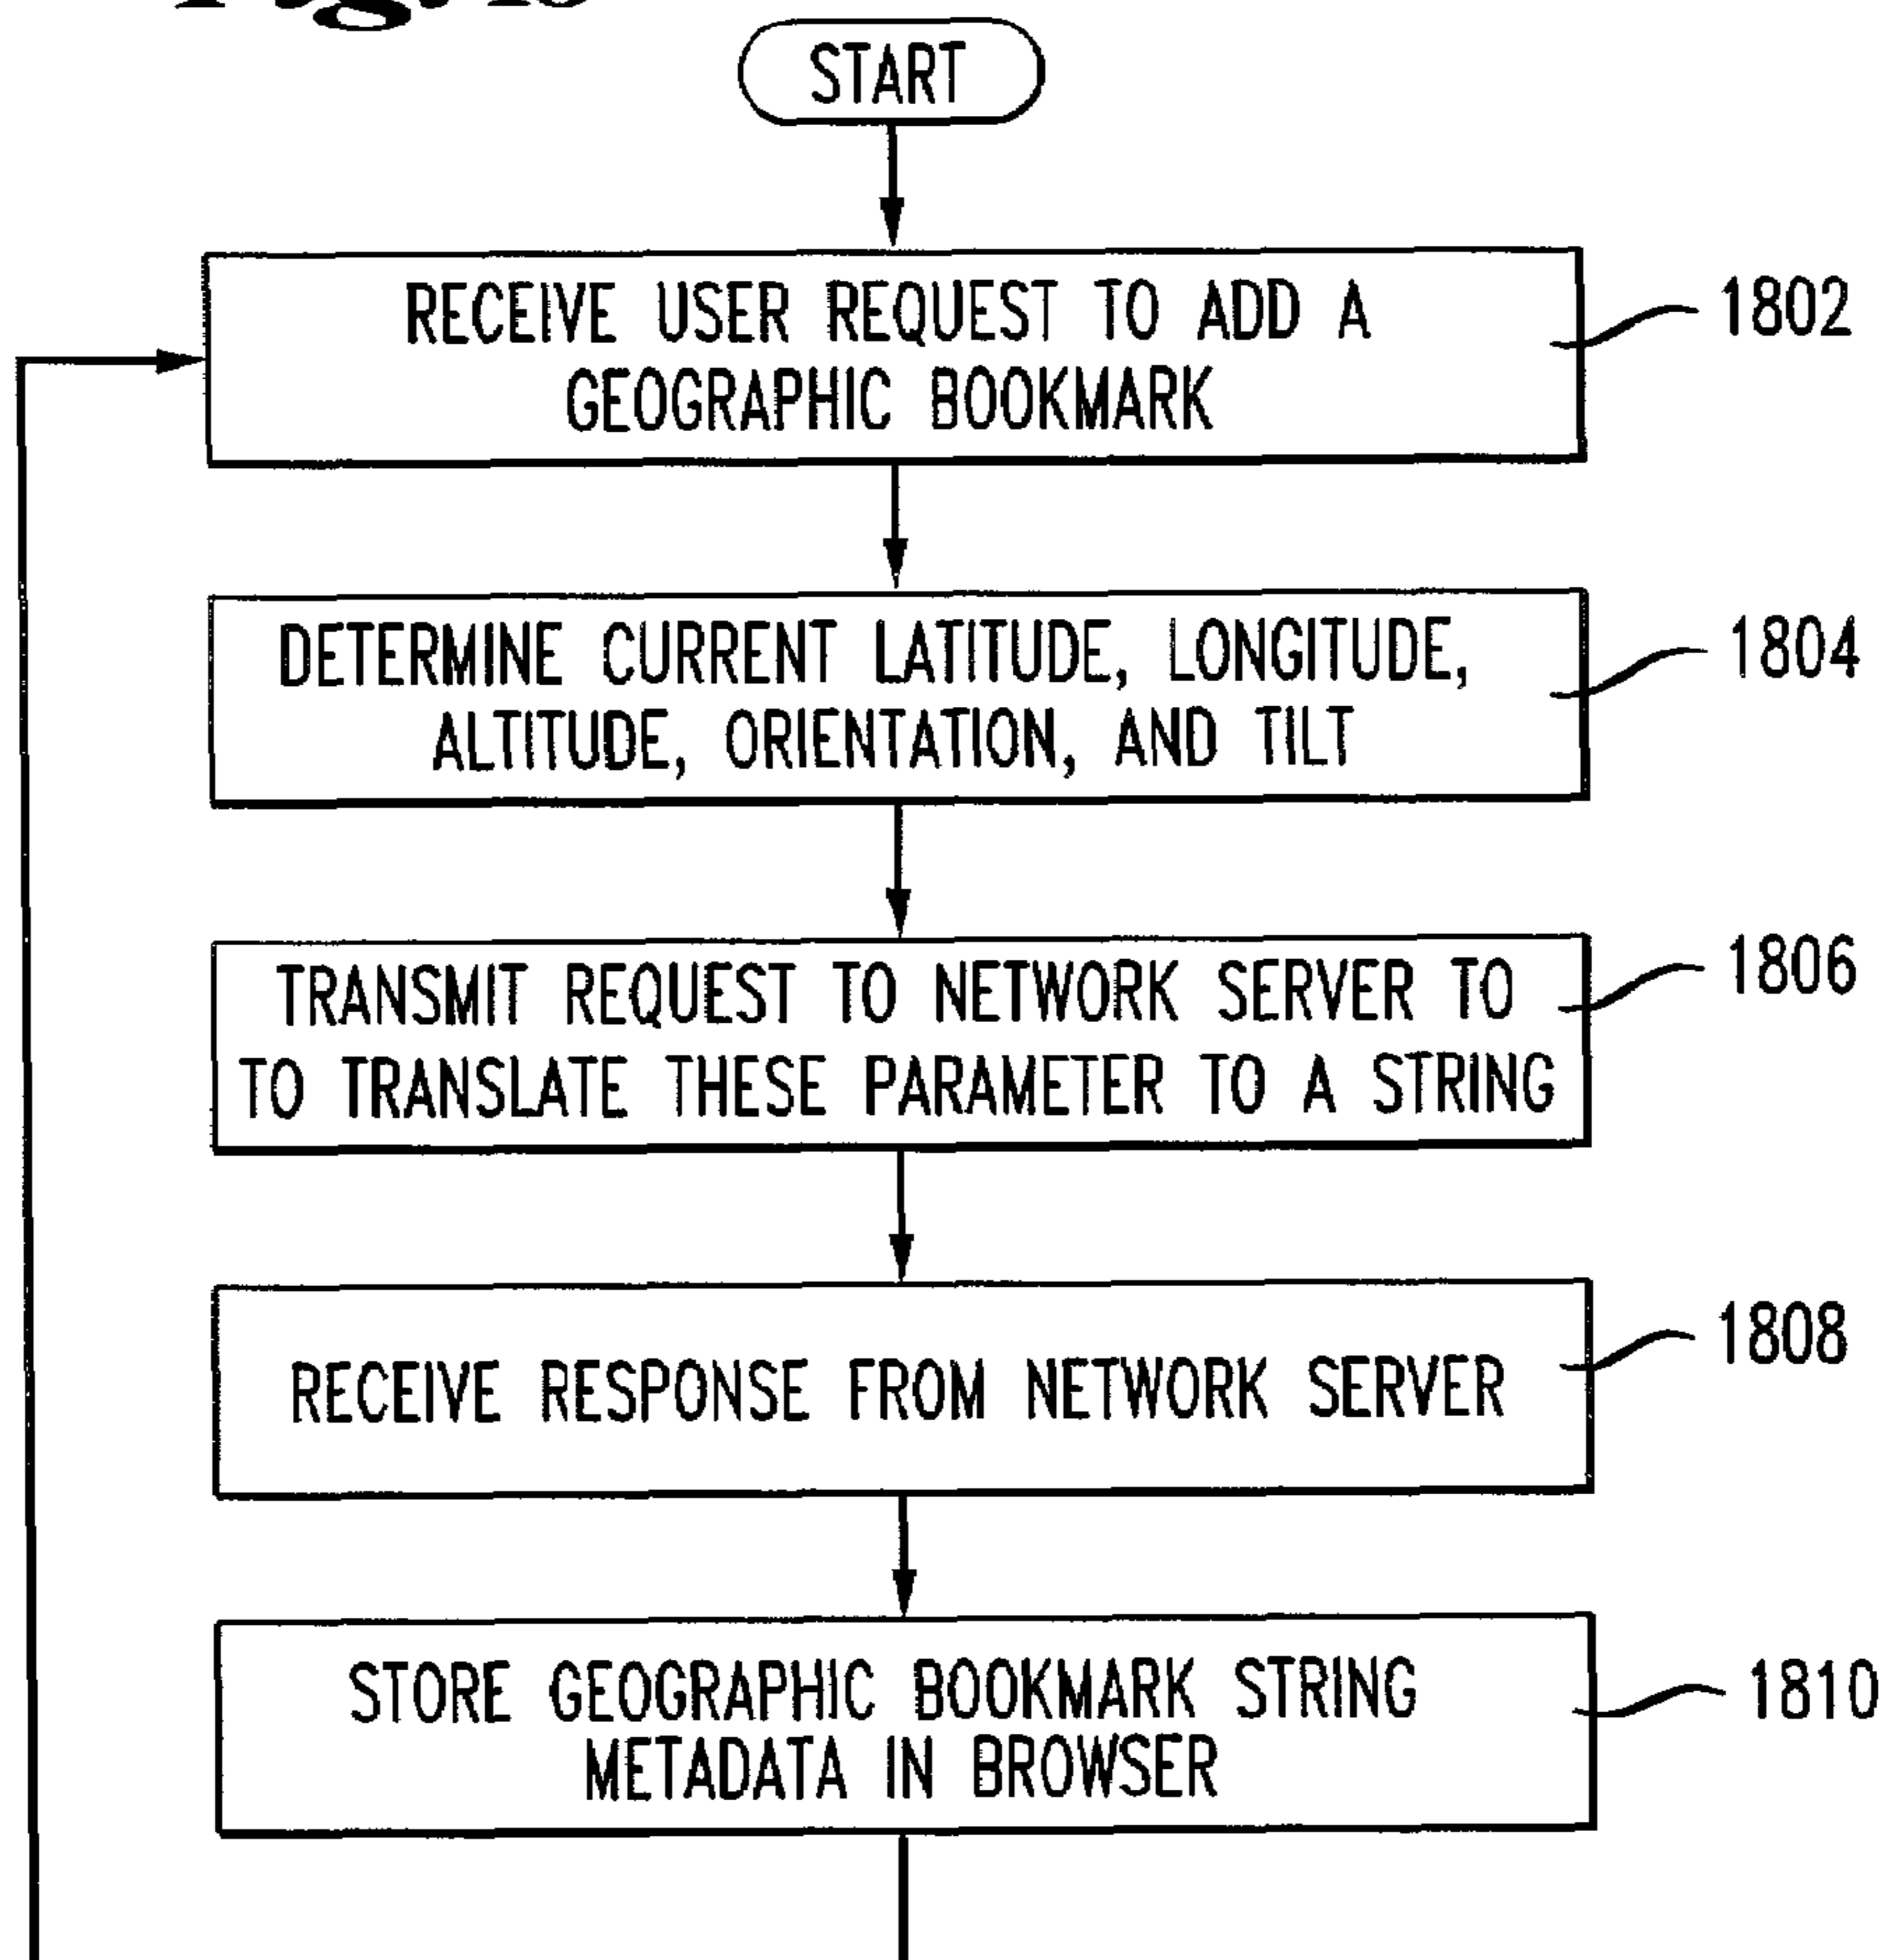 START
RECEIVE USER REQUEST TO ADD A
GEOGRAPHIC BOOKMARK
1802
DETERMINE CURRENT LATITUDE, LONGITUDE,
ALTITUDE, ORIENTATION, AND TILT
1804
TRANSMIT REQUEST TO NETWORK SERVER TO
TO TRANSLATE THESE PARAMETER TO A STRING
1806
RECEIVE RESPONSE FROM NETWORK SERVER
1808
STORE GEOGRAPHIC BOOKMARK STRING
METADATA IN BROWSER
1810